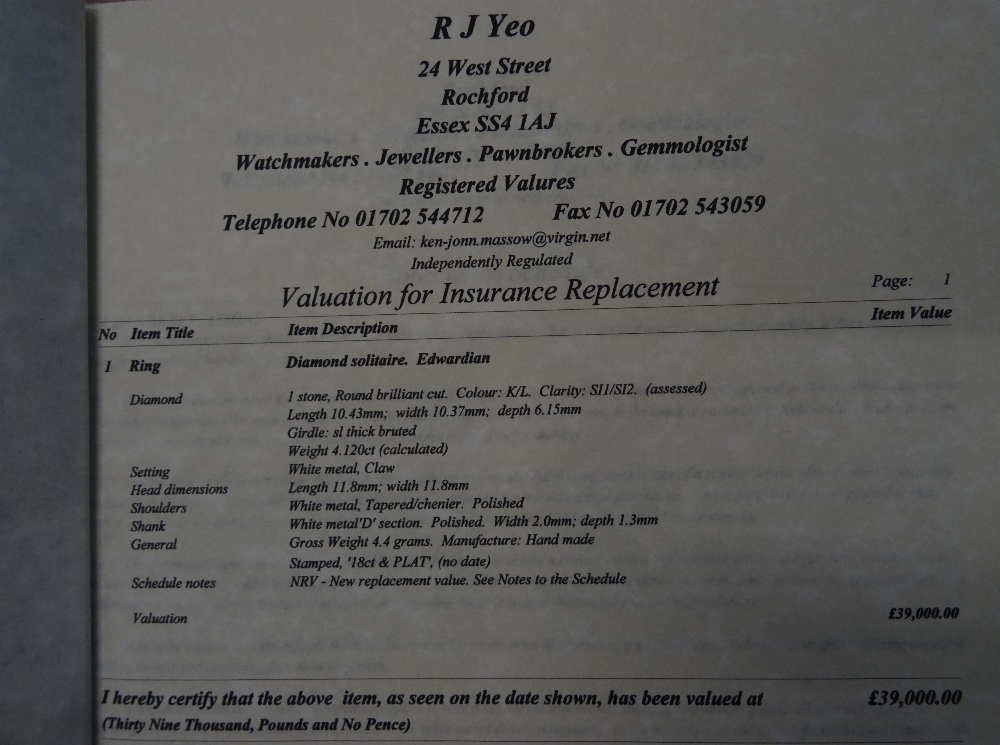 R J Yeo
24 West Street
Rochford
Essex SS4 1AJ
Watchmakers . Jewellers . Pawnbrokers . Gemmologist
Registered Valures
Telephone No 01702 544712 Fax No 01702 543059
Email: ken-jonn.massow@virgin.net
Independently Regulated
Valuation for Insurance Replacement Page: 1
No Item Title Item Description Item Value
1 Ring Diamond solitaire. Edwardian
Diamond 1 stone, Round brilliant cut. Colour: K/L. Clarity: SI1/SI2. (assessed)
Length 10.43mm; width 10.37mm; depth 6.15mm
Girdle: sl thick bruted
Weight 4.120ct (calculated)
Setting White metal, Claw
Head dimensions Length 11.8mm; width 11.8mm
Shoulders White metal, Tapered/chenier. Polished
Shank White metal'D' section. Polished. Width 2.0mm; depth 1.3mm
General Gross Weight 4.4 grams. Manufacture: Hand made
Stamped, '18ct & PLAT', (no date)
Schedule notes NRV - New replacement value. See Notes to the Schedule
Valuation £39,000.00
I hereby certify that the above item, as seen on the date shown, has been valued at £39,000.00
(Thirty Nine Thousand, Pounds and No Pence)